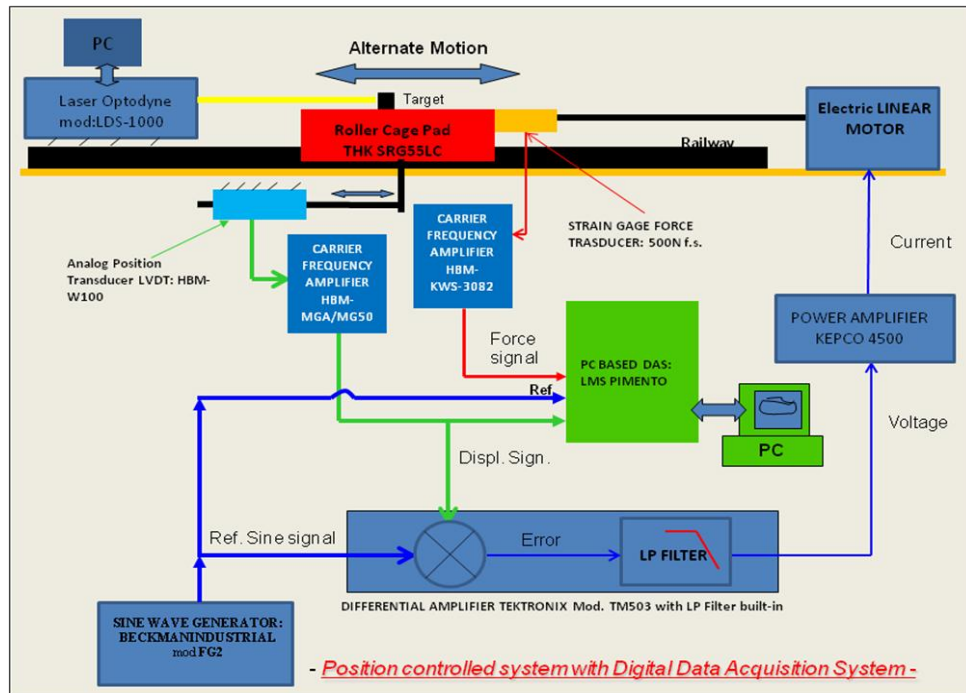 PC
Alternate Motion
Laser Optodyne
mod:LDS-1000
Target
Roller Cage Pad
THK SRG55LC
Railway
Electric LINEAR
MOTOR
Analog Position
Transducer LVDT: HBM-
W100
CARRIER
FREQUENCY
AMPLIFIER
HBM-
MGA/MG50
CARRIER
FREQUENCY
AMPLIFIER
HBM-
KWS-3082
STRAIN GAGE FORCE
TRASDUCER: 500N f.s.
Current
POWER AMPLIFIER
KEPCO 4500
Force
signal
PC BASED DAS:
LMS PIMENTO
Ref
PC
Voltage
Displ. Sign.
Ref. Sine signal
Error
LP FILTER
DIFFERENTIAL AMPLIFIER TEKTRONIX Mod. TM503 with LP Filter built-in
SINE WAVE GENERATOR:
BECKMANINDUSTRIAL
mod FG2
- Position controlled system with Digital Data Acquisition System -